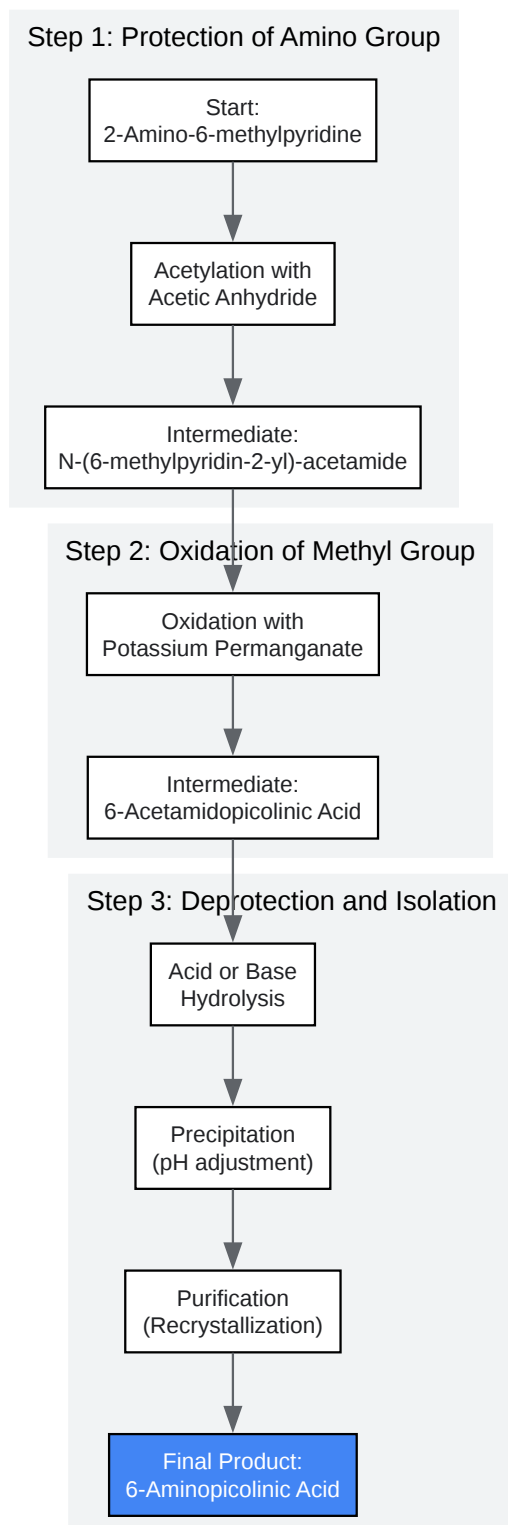 Step 1: Protection of Amino Group
Start:
2-Amino-6-methylpyridine
Acetylation with
Acetic Anhydride
Intermediate:
N-(6-methylpyridin-2-yl)-acetamide
Step 2: Oxidation of Methyl Group
Oxidation with
Potassium Permanganate
Intermediate:
6-Acetamidopicolinic Acid
Step 3: Deprotection and Isolation
Acid or Base
Hydrolysis
Precipitation
(pH adjustment)
Purification
(Recrystallization)
Final Product:
6-Aminopicolinic Acid